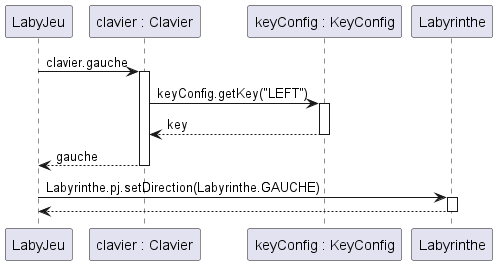 LabyJeu
clavier : Clavier
keyConfig : KeyConfig
Labyrinthe
clavier.gauche
keyConfig.getKey("LEFT")
key
gauche
Labyrinthe.pj.setDirection(Labyrinthe.GAUCHE)
LabyJeu
clavier : Clavier
keyConfig : KeyConfig
Labyrinthe